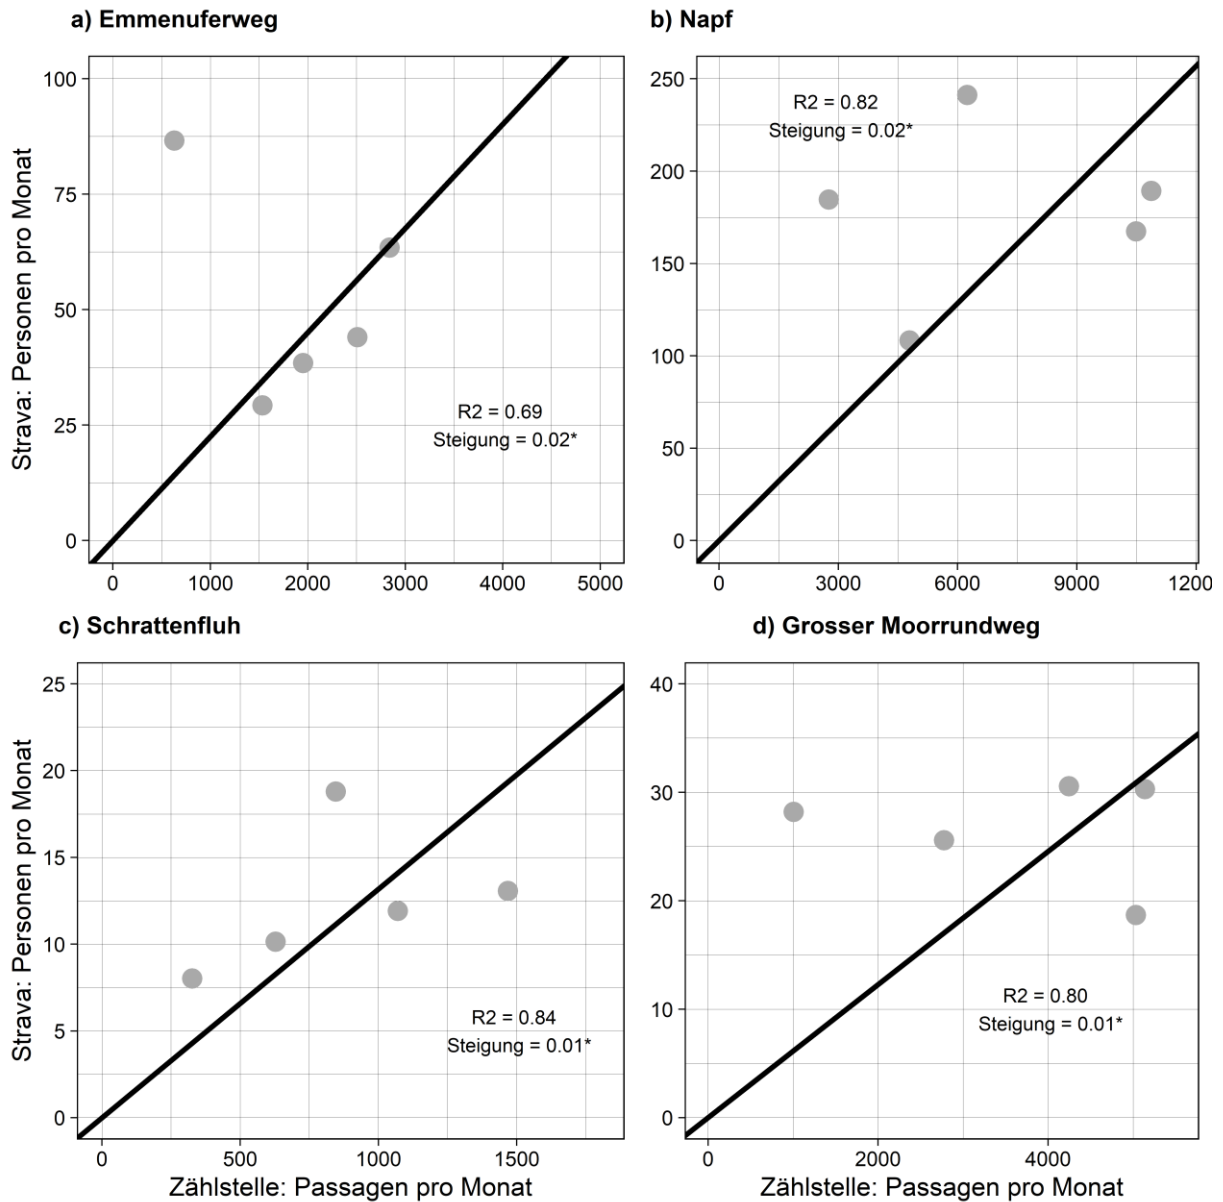 a) Emmenuferweg
Strava: Personen pro Monat
100
75
50
25
0
R2 = 0.69
Steigung = 0.02*
0 1000 2000 3000 4000 5000
b) Napf
250
200
150
100
50
0
R2 = 0.82
Steigung = 0.02*
0 3000 6000 9000 1200
c) Schrattenfluh
Strava: Personen pro Monat
25
20
15
10
5
0
R2 = 0.84
Steigung = 0.01*
0 500 1000 1500
Zählstelle: Passagen pro Monat
d) Grosser Moorrundweg
40
30
20
10
0
R2 = 0.80
Steigung = 0.01*
0 2000 4000
Zählstelle: Passagen pro Monat